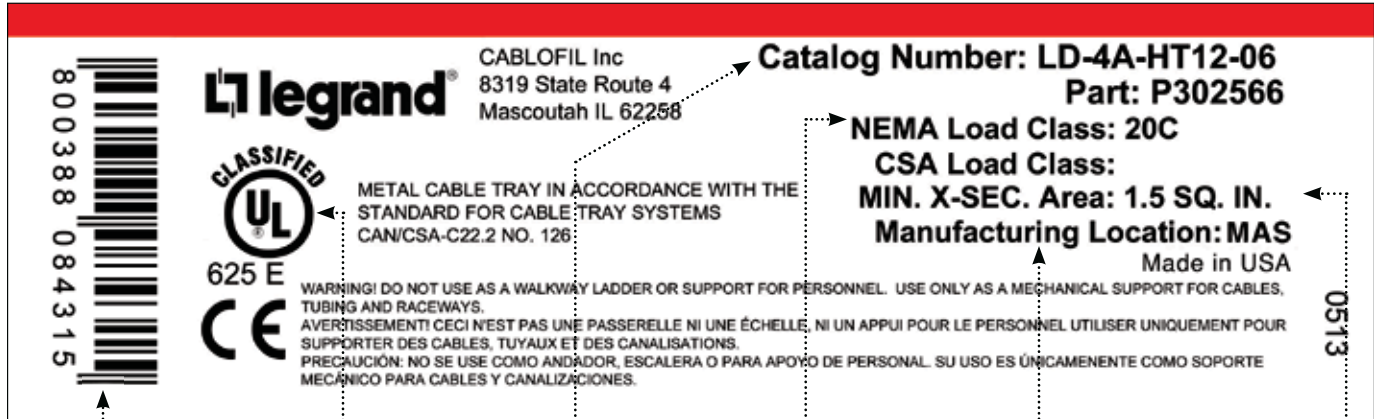 8 00388 08431 5
legrand®
CABLOFIL Inc
8319 State Route 4
Mascoutah IL 62258
Catalog Number: LD-4A-HT12-06
Part: P302566
NEMA Load Class: 20C
CSA Load Class:
MIN. X-SEC. Area: 1.5 SQ. IN.
Manufacturing Location: MAS
Made in USA
CLASSIFIED
UL®
625 E
METAL CABLE TRAY IN ACCORDANCE WITH THE
STANDARD FOR CABLE TRAY SYSTEMS
CAN/CSA-C22.2 NO. 126
CE
WARNING! DO NOT USE AS A WALKWAY LADDER OR SUPPORT FOR PERSONNEL. USE ONLY AS A MECHANICAL SUPPORT FOR CABLES,
TUBING AND RACEWAYS.
AVERTISSEMENT! CECI N'EST PAS UNE PASSERELLE NI UNE ÉCHELLE, NI UN APPUI POUR LE PERSONNEL UTILISER UNIQUEMENT POUR
SUPPORTER DES CABLES, TUYAUX ET DES CANALISATIONS.
PRECAUCIÓN: NO SE USE COMO ANDADOR, ESCALERA O PARA APOYO DE PERSONAL. SU USO ES ÚNICAMENENTE COMO SOPORTE
MECÁNICO PARA CABLES Y CANALIZACIONES.
0513